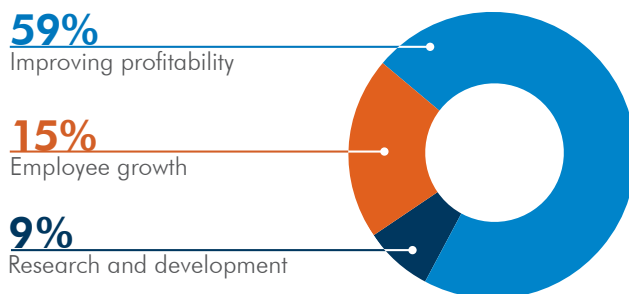 59%
Improving profitability
15%
Employee growth
9%
Research and development